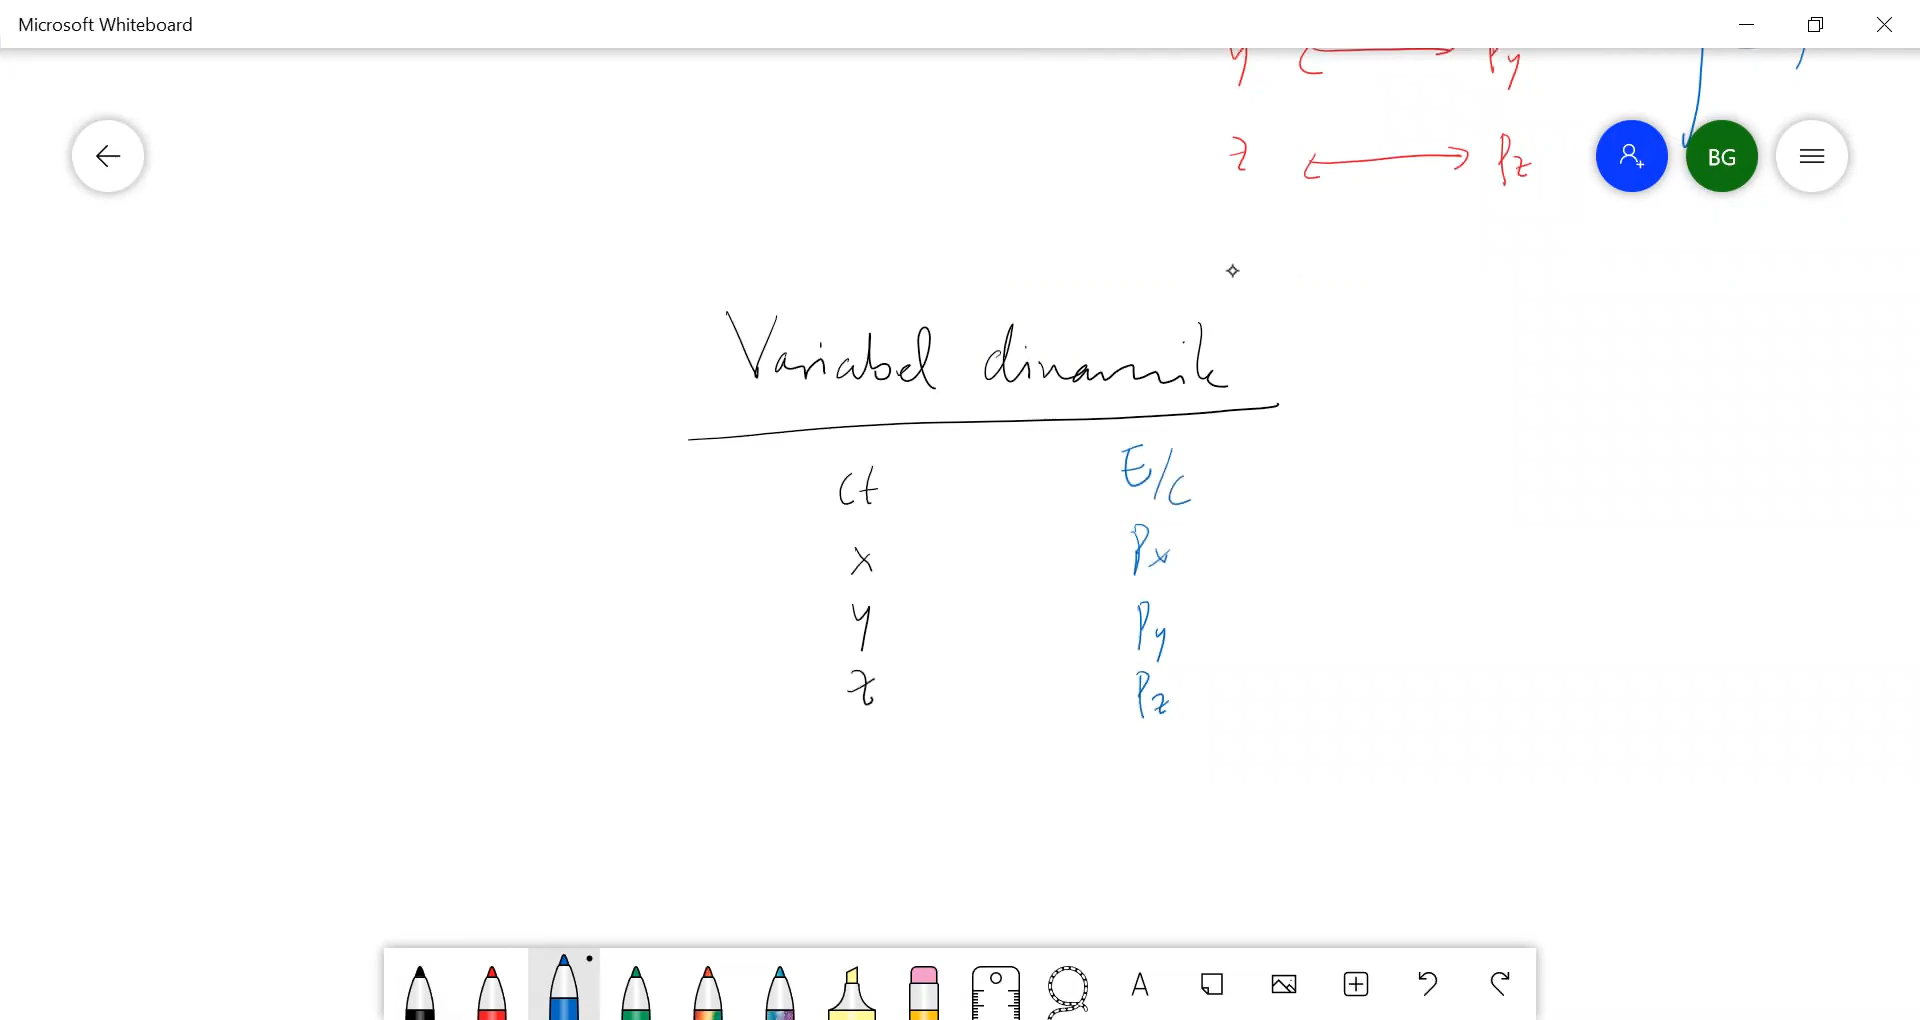 Microsoft Whiteboard
y ↔ Py
z ↔ Pz
BG
Variabel dinamik
ct E/c
x Px
y Py
z Pz
A